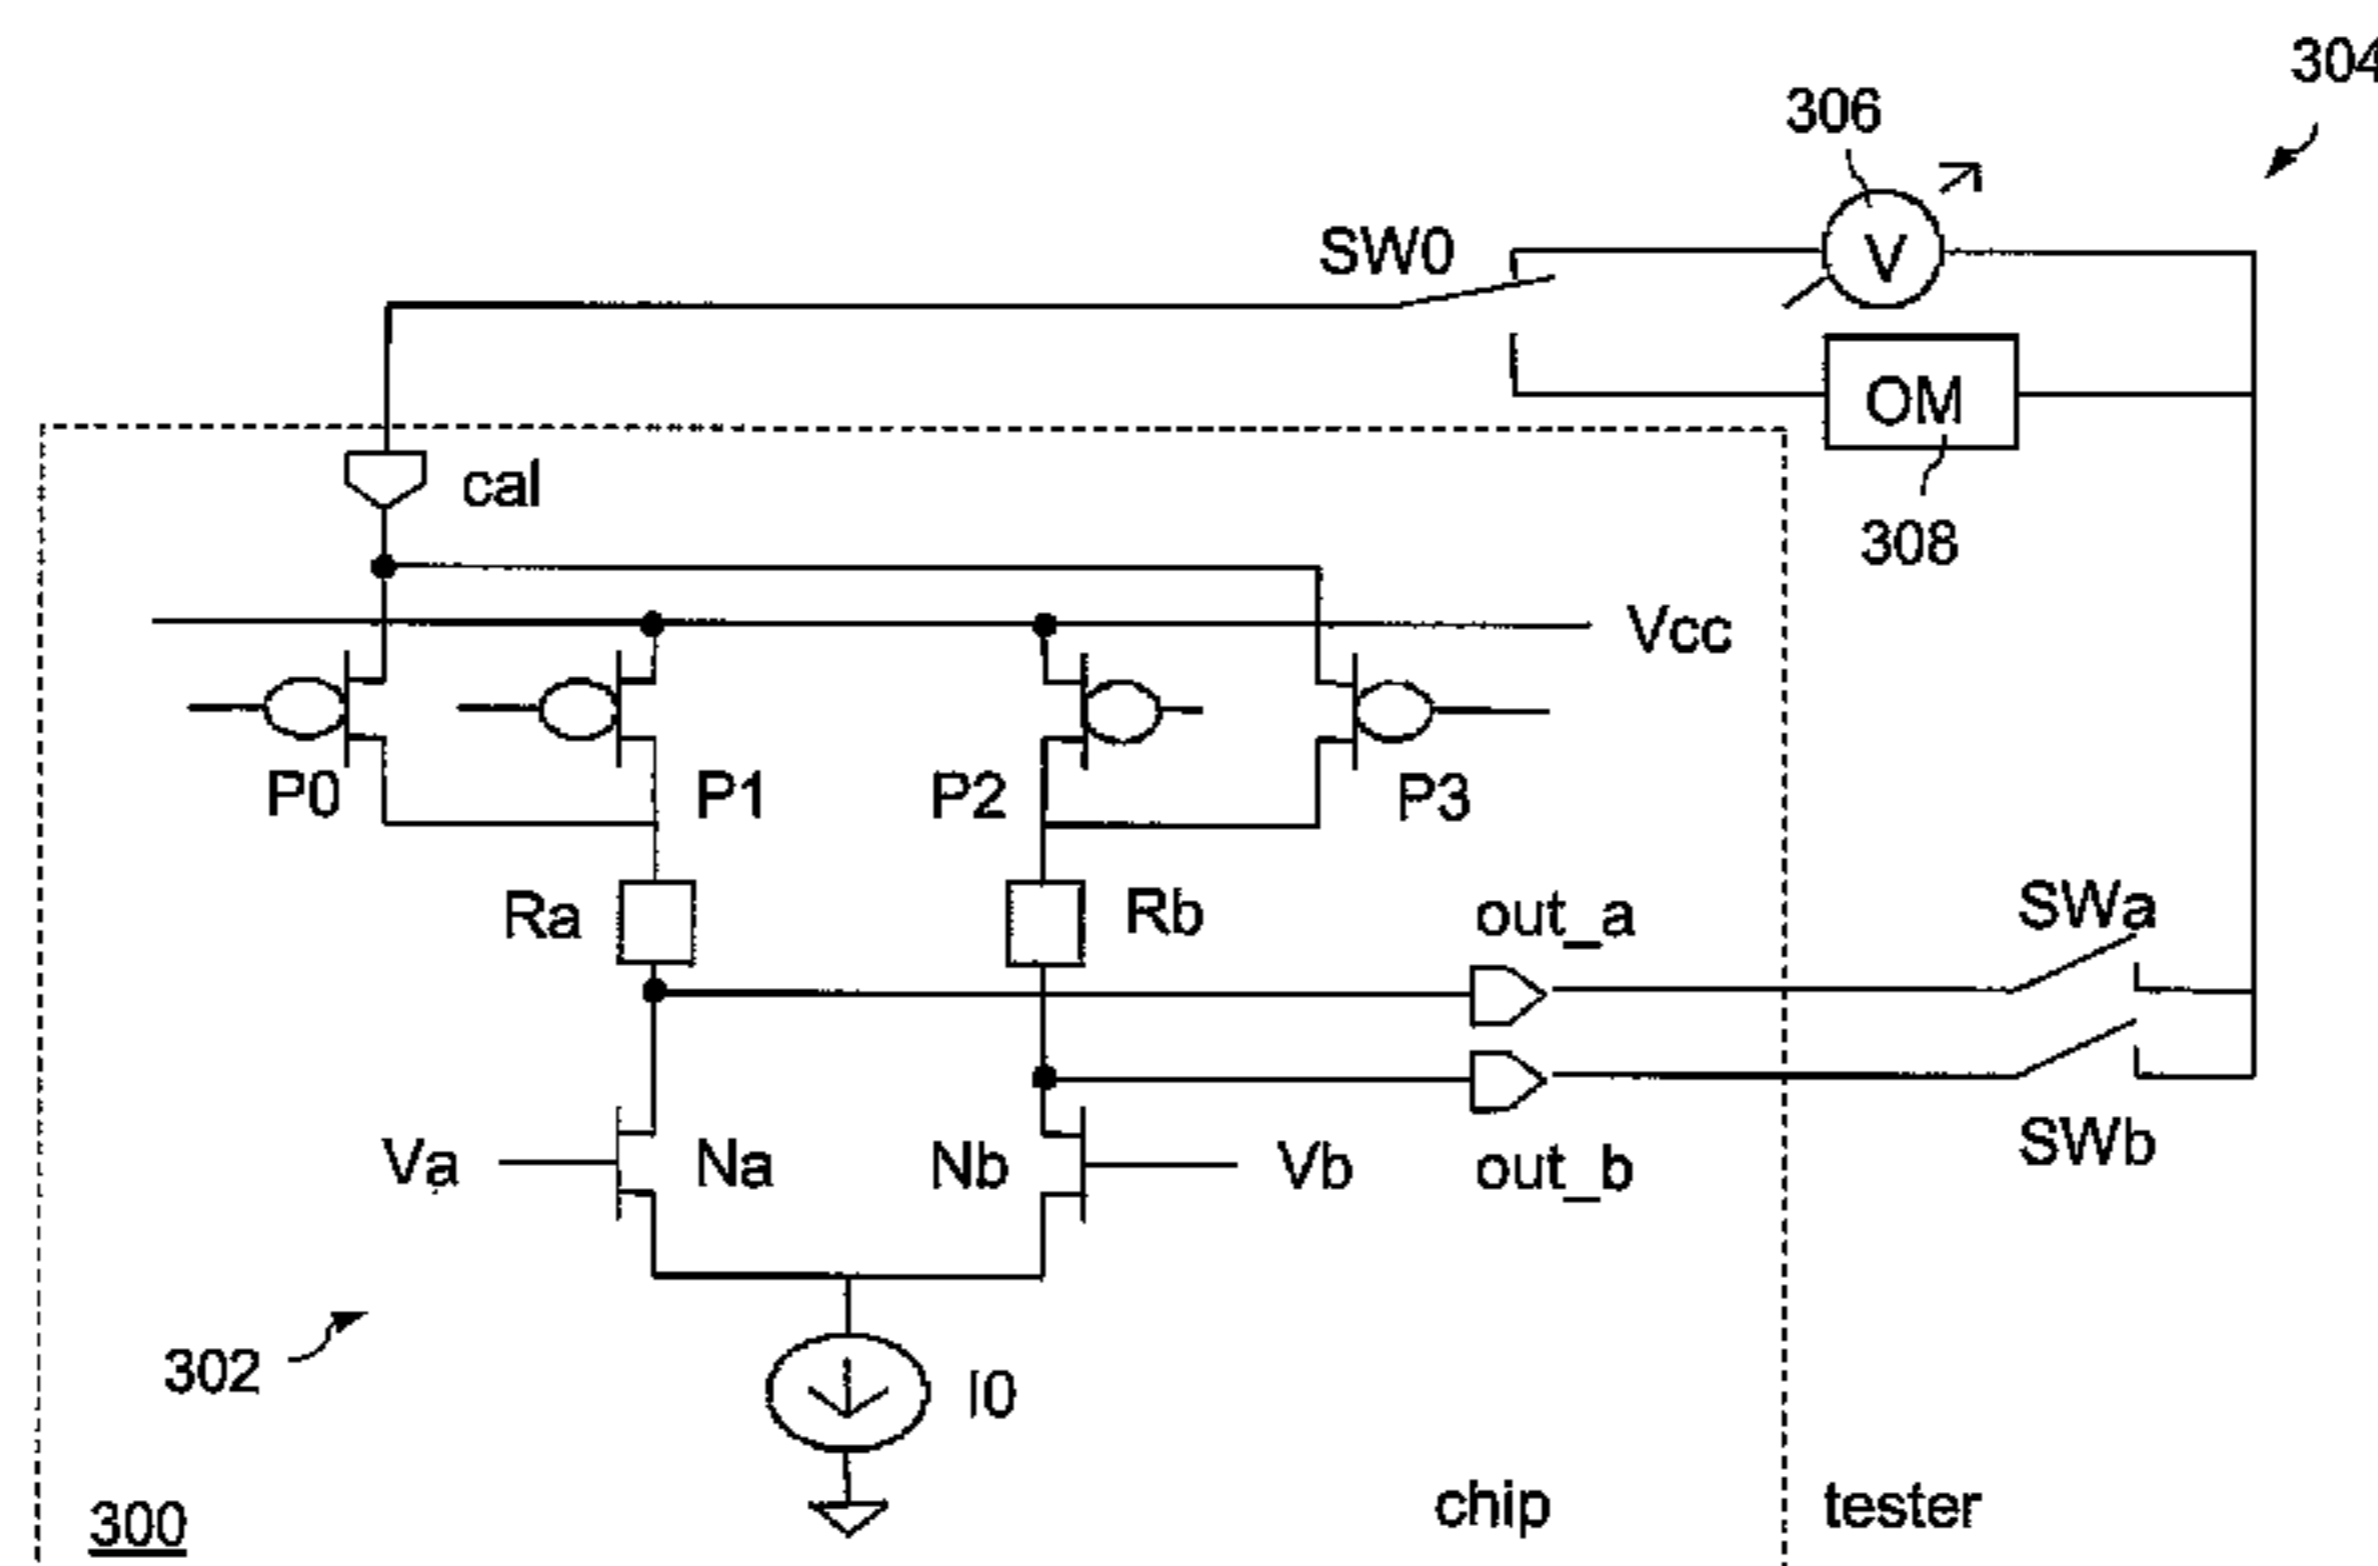 304
306
SW0
V
OM
cal
308
Vcc
P0
P1
P2
P3
Ra
Rb
out_a
SWa
Va
Na
Nb
Vb
out_b
SWb
302
I0
300
chip
tester